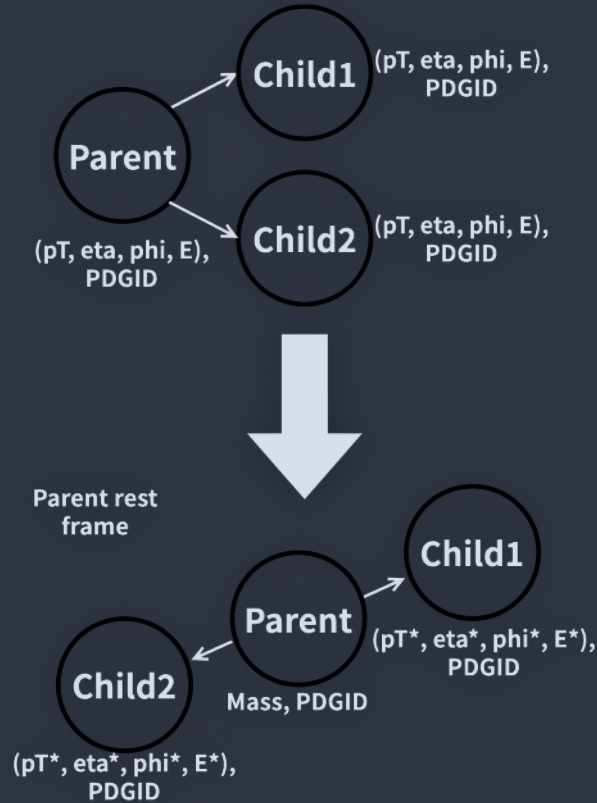 Child1
(pT, eta, phi, E),
PDGID
Parent
(pT, eta, phi, E),
PDGID
Child2
(pT, eta, phi, E),
PDGID
Parent rest
frame
Child1
(pT*, eta*, phi*, E*),
PDGID
Parent
Mass, PDGID
Child2
(pT*, eta*, phi*, E*),
PDGID